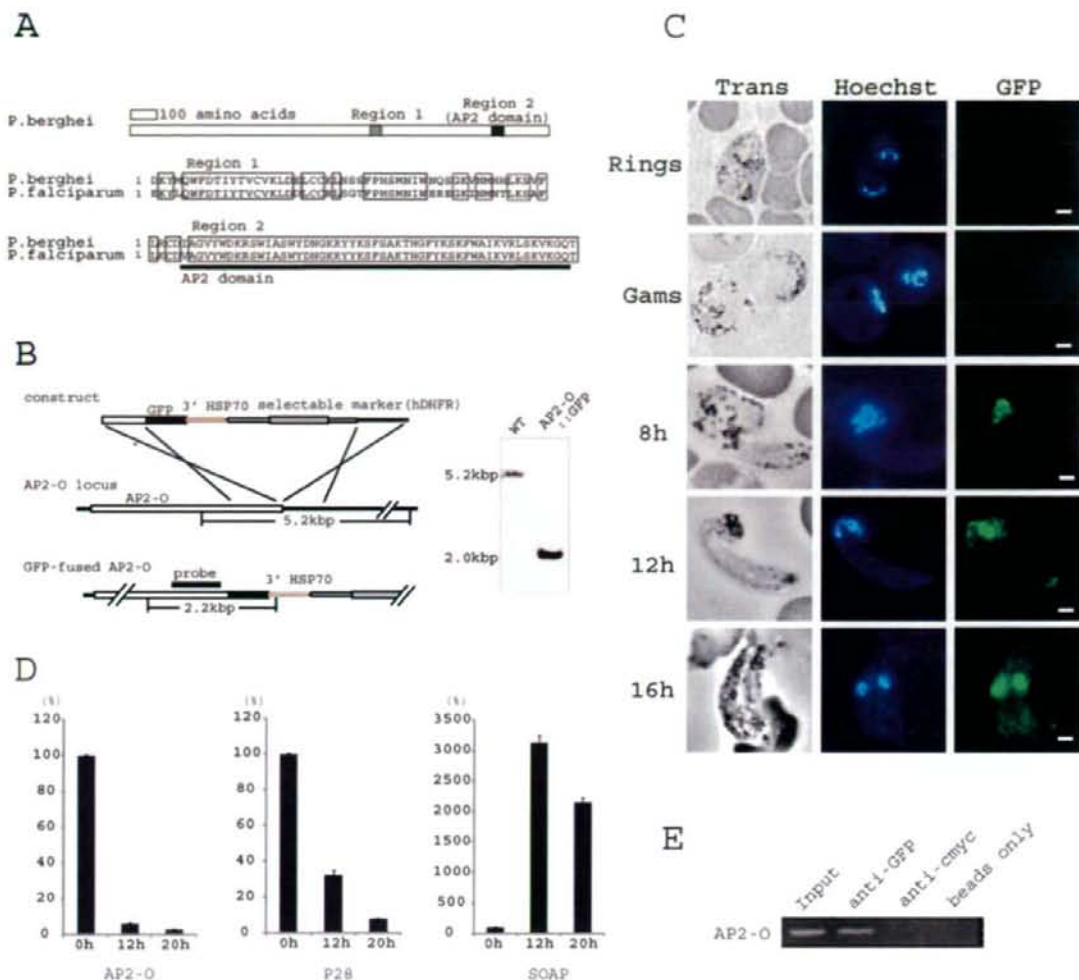 A
P.berghei
100 amino acids
Region 1
Region 2
(AP2 domain)
Region 1
P.berghei 1
P.falciparum 1
Region 2
P.berghei 1
P.falciparum 1
AP2 domain
B
construct
GFP 3' HSP70 selectable marker(hDHFR)
AP2-O locus
AP2-O
5.2kbp
GFP-fused AP2-O
probe
3' HSP70
2.2kbp
WT
AP2-O
::GFP
5.2kbp
2.0kbp
C
Trans Hoechst GFP
Rings
Gams
8h
12h
16h
D
(%)
120
100
80
60
40
20
0
0h 12h 20h
AP2-O
(%)
120
100
80
60
40
20
0
0h 12h 20h
P28
(%)
3500
3000
2500
2000
1500
1000
500
0
0h 12h 20h
SOAP
E
Input
anti-GFP
anti-cmyc
beads only
AP2-O